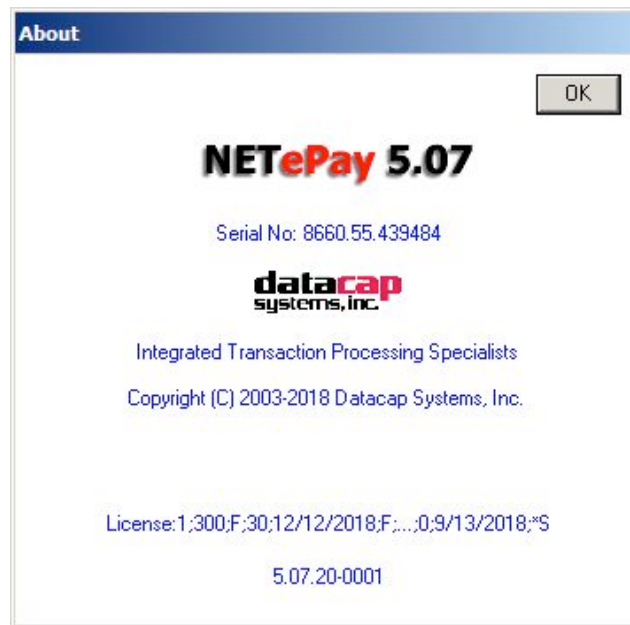 About
OK
NETePay 5.07
Serial No: 8660.55.439484
datacap
systems, inc.
Integrated Transaction Processing Specialists
Copyright (C) 2003-2018 Datacap Systems, Inc.
License:1;300;F;30;12/12/2018;F;...;0;9/13/2018;*S
5.07.20-0001